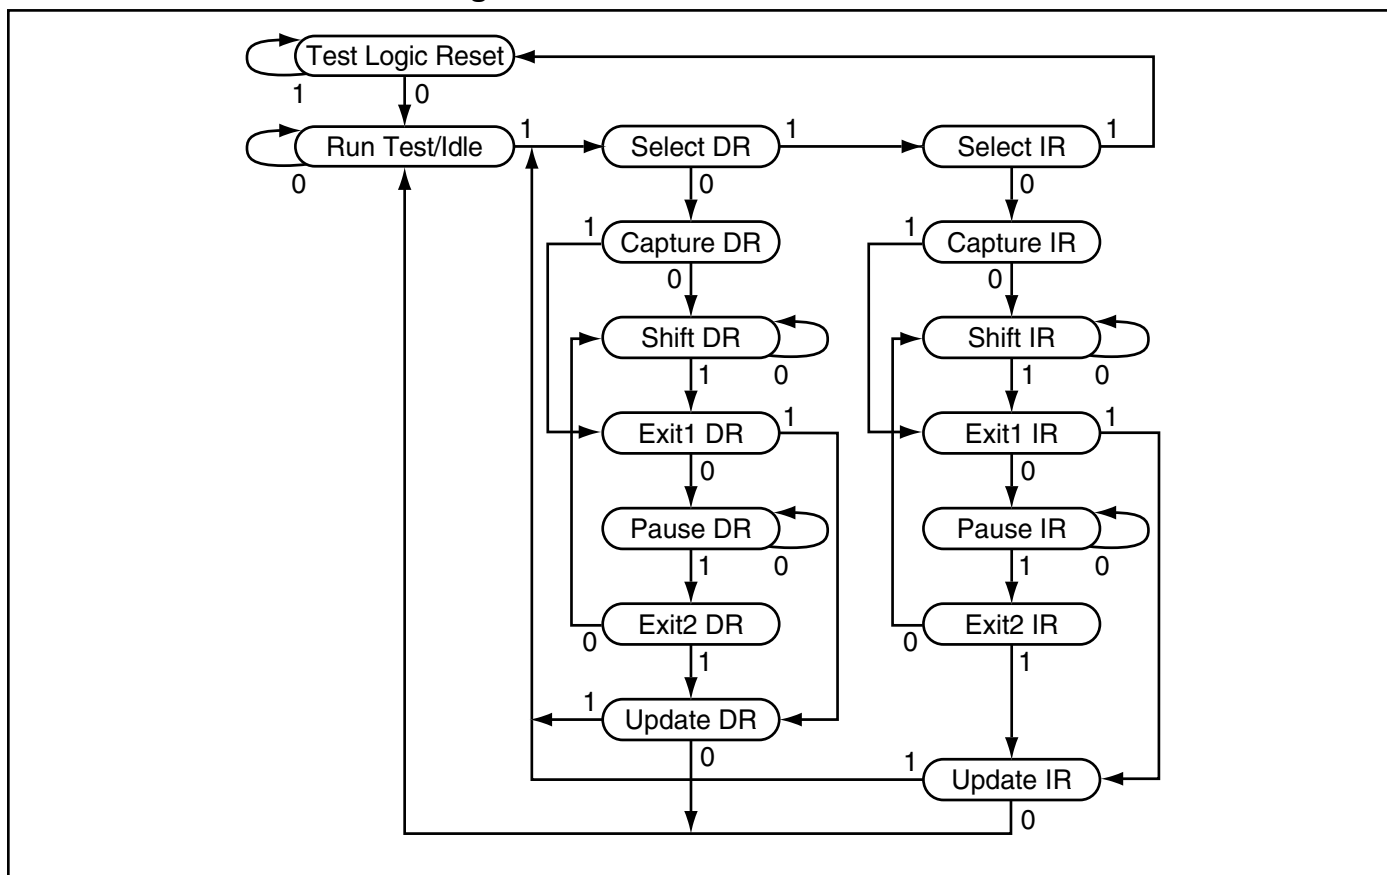 Test Logic Reset
1 0
Run Test/Idle 1 Select DR 1 Select IR 1
0 0 0
1 Capture DR 1 Capture IR
0 0
Shift DR Shift IR
1 0 1 0
Exit1 DR 1 Exit1 IR 1
0 0
Pause DR Pause IR
1 0 1 0
Exit2 DR Exit2 IR
0 1 0 1
1 Update DR
0 1 Update IR
0